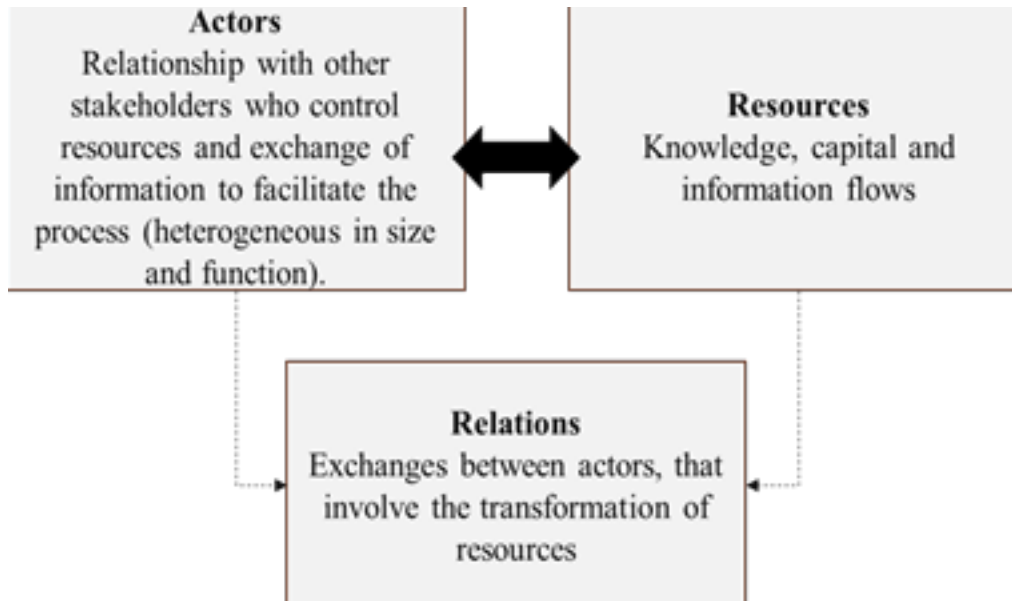 Actors
Relationship with other
stakeholders who control
resources and exchange of
information to facilitate the
process (heterogeneous in size
and function).
Resources
Knowledge, capital and
information flows
Relations
Exchanges between actors, that
involve the transformation of
resources